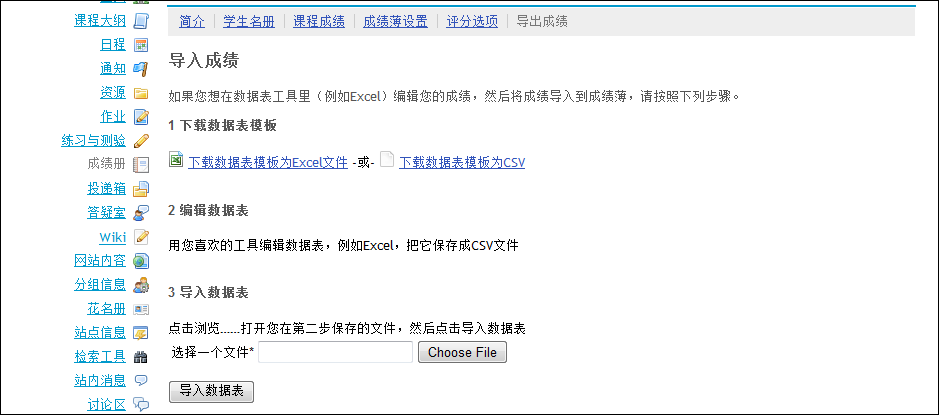 课程大纲
日程
通知
资源
作业
练习与测验
成绩册
投递箱
答疑室
Wiki
网站内容
分组信息
花名册
站点信息
检索工具
站内消息
讨论区
简介 学生名册 课程成绩 成绩薄设置 评分选项 导出成绩
导入成绩
如果您想在数据表工具里（例如Excel）编辑您的成绩，然后将成绩导入到成绩薄，请按照下列步骤。
1 下载数据表模板
下载数据表模板为Excel文件 -或- 下载数据表模板为CSV
2 编辑数据表
用您喜欢的工具编辑数据表，例如Excel，把它保存成CSV文件
3 导入数据表
点击浏览......打开您在第二步保存的文件，然后点击导入数据表
选择一个文件* Choose File
导入数据表